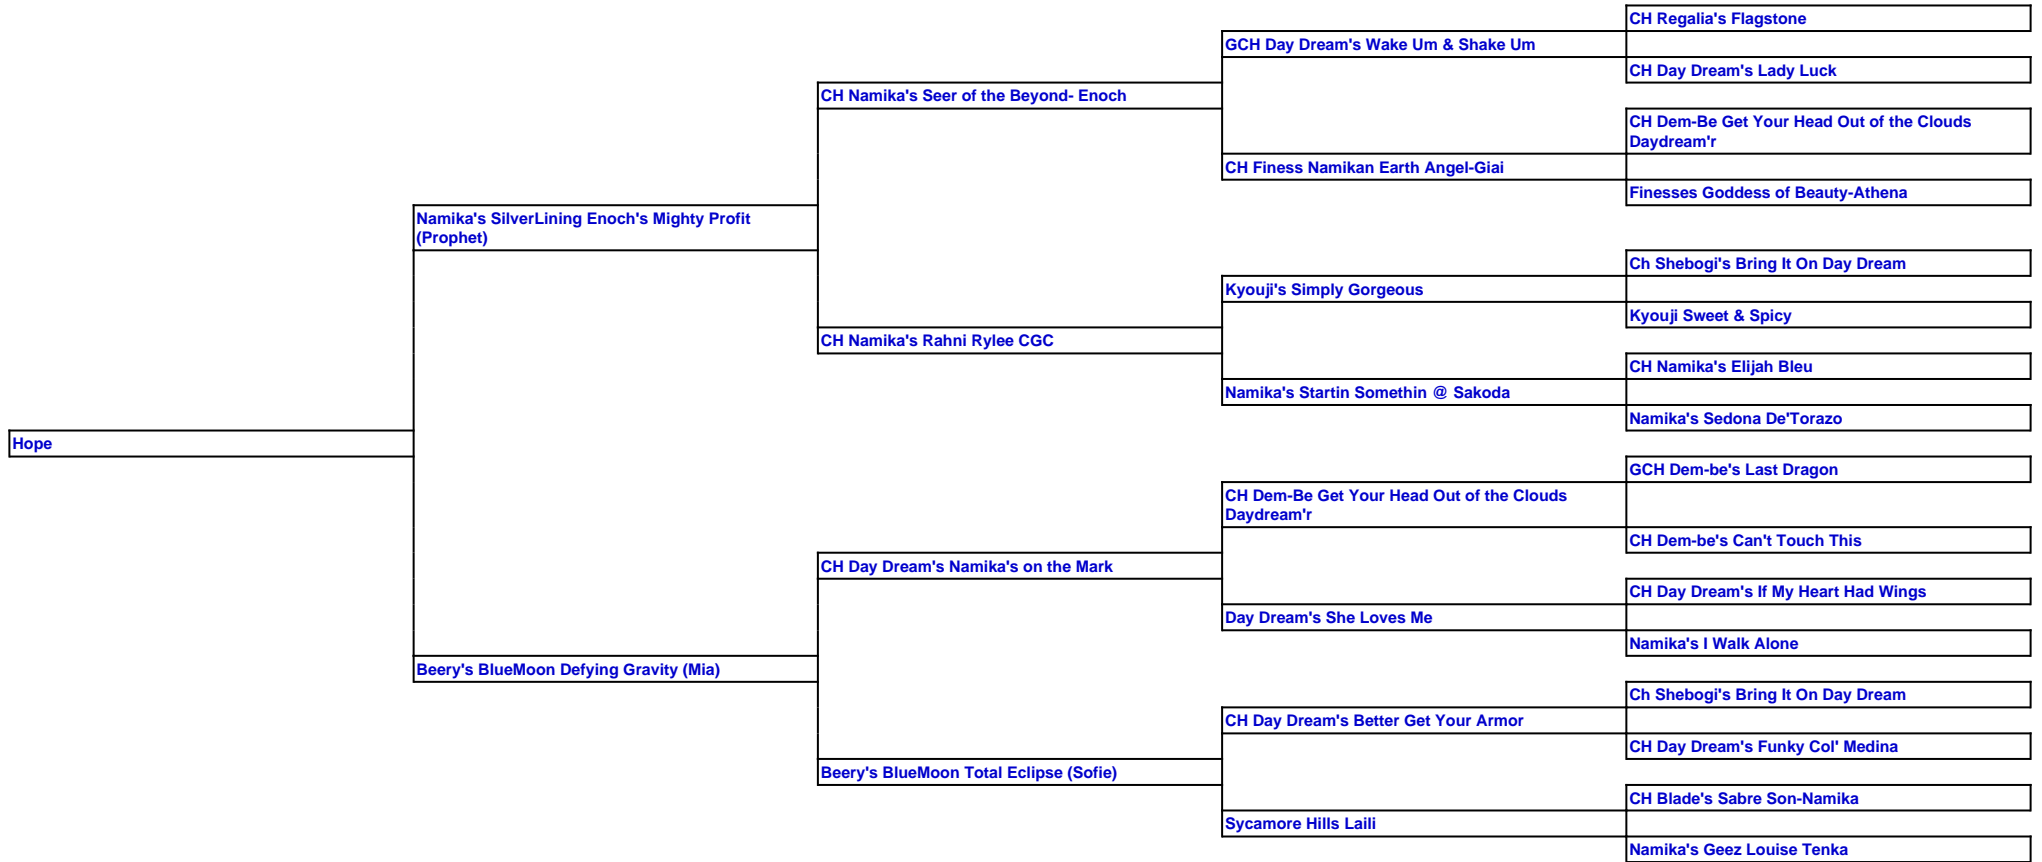 CH Regalia's Flagstone
GCH Day Dream's Wake Um & Shake Um
CH Day Dream's Lady Luck
CH Namika's Seer of the Beyond- Enoch
CH Dem-Be Get Your Head Out of the Clouds
Daydream'r
CH Finess Namikan Earth Angel-Giai
Finesses Goddess of Beauty-Athena
Namika's SilverLining Enoch's Mighty Profit
(Prophet)
Ch Shebogi's Bring It On Day Dream
Kyouji's Simply Gorgeous
Kyouji Sweet & Spicy
CH Namika's Rahni Rylee CGC
CH Namika's Elijah Bleu
Namika's Startin Somethin @ Sakoda
Namika's Sedona De'Torazo
Hope
GCH Dem-be's Last Dragon
CH Dem-Be Get Your Head Out of the Clouds
Daydream'r
CH Dem-be's Can't Touch This
CH Day Dream's Namika's on the Mark
CH Day Dream's If My Heart Had Wings
Day Dream's She Loves Me
Namika's I Walk Alone
Beery's BlueMoon Defying Gravity (Mia)
Ch Shebogi's Bring It On Day Dream
CH Day Dream's Better Get Your Armor
CH Day Dream's Funky Col' Medina
Beery's BlueMoon Total Eclipse (Sofie)
CH Blade's Sabre Son-Namika
Sycamore Hills Laili
Namika's Geez Louise Tenka